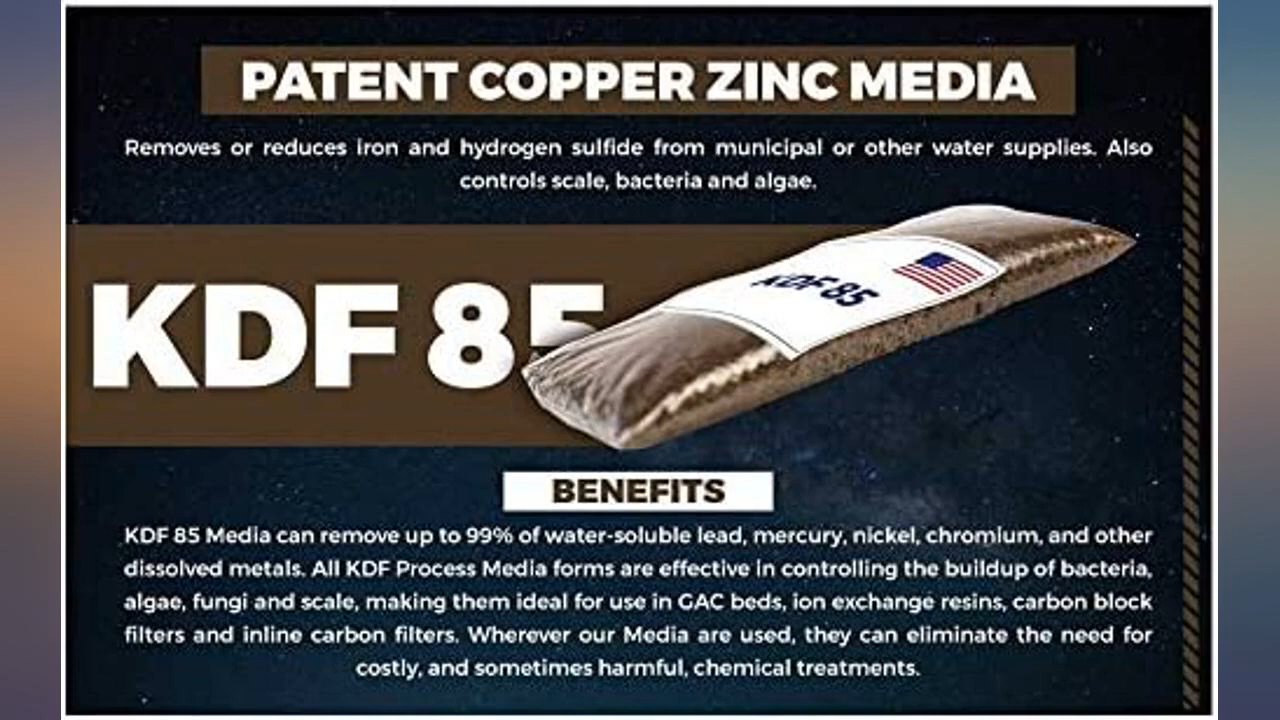 PATENT COPPER ZINC MEDIA
Removes or reduces iron and hydrogen sulfide from municipal or other water supplies. Also
controls scale, bacteria and algae.
KDF 85
KDF 85
BENEFITS
KDF 85 Media can remove up to 99% of water-soluble lead, mercury, nickel, chromium, and other
dissolved metals. All KDF Process Media forms are effective in controlling the buildup of bacteria,
algae, fungi and scale, making them ideal for use in GAC beds, ion exchange resins, carbon block
filters and inline carbon filters. Wherever our Media are used, they can eliminate the need for
costly, and sometimes harmful, chemical treatments.